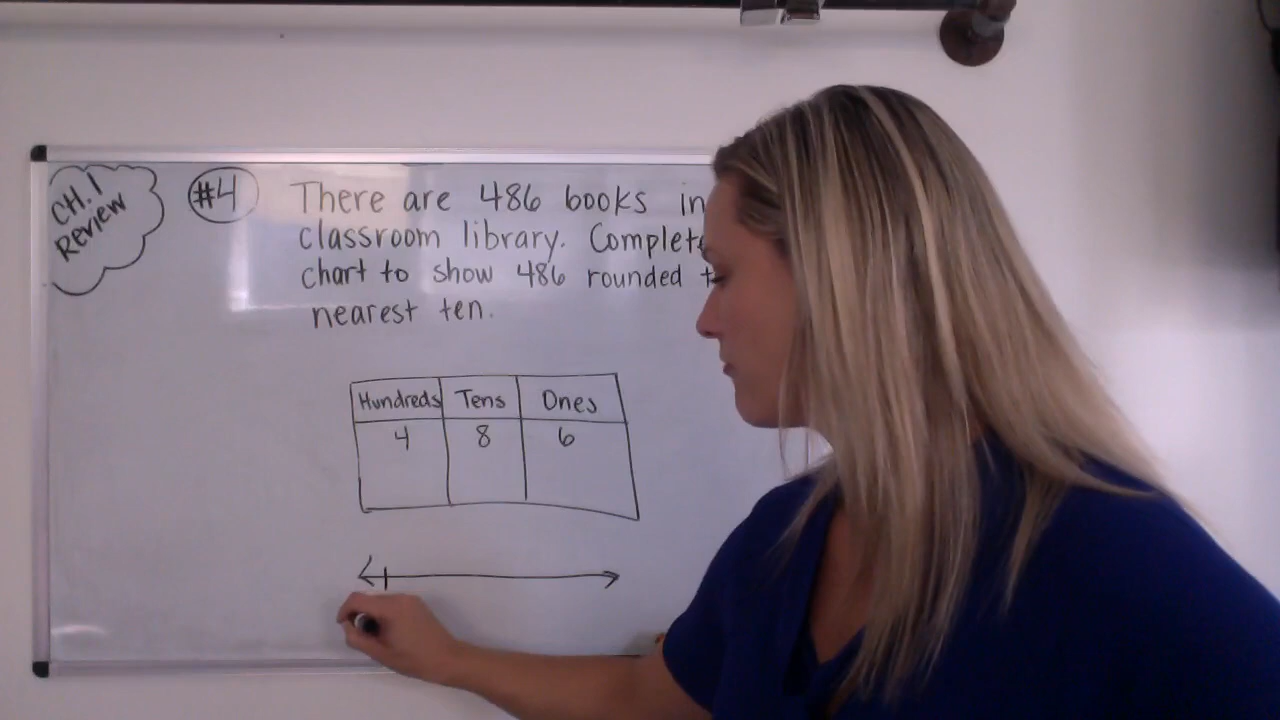 CH. 1
Review
#4
There are 486 books in
classroom library. Complete
chart to show 486 rounded
nearest ten.
Hundreds Tens Ones
4 8 6